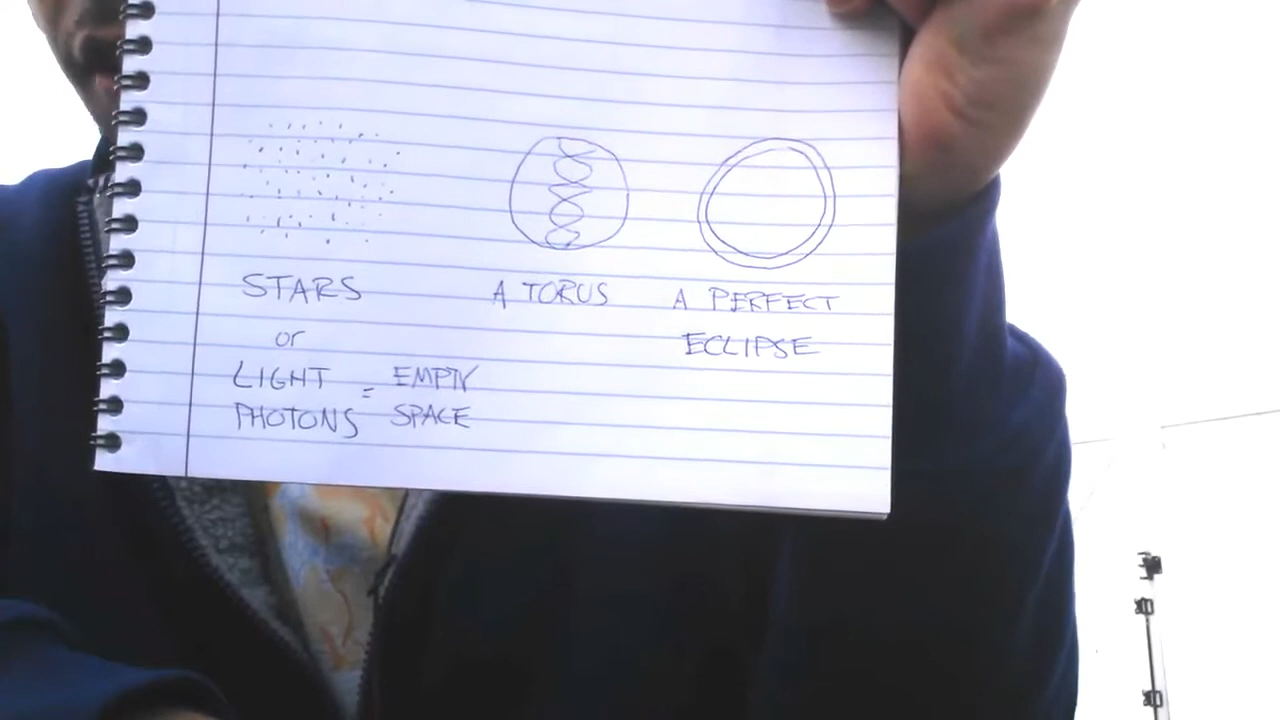 STARS
or
LIGHT PHOTONS = EMPTY SPACE
A TORUS
A PERFECT
ECLIPSE